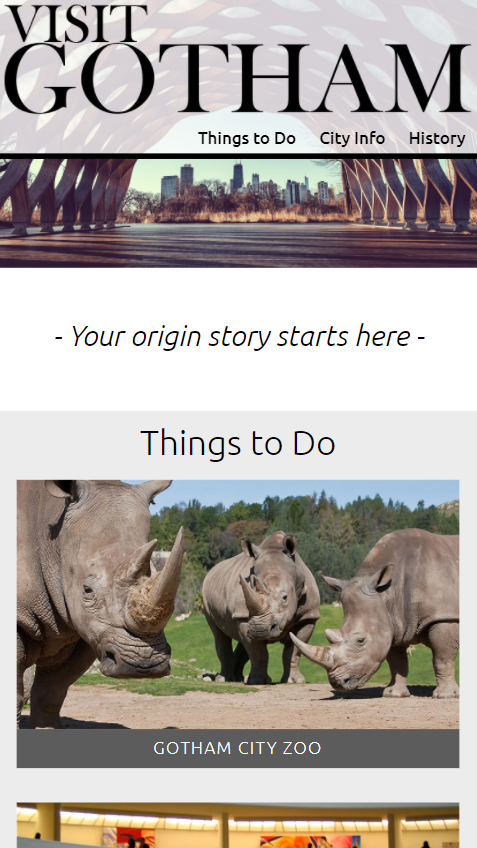 VISIT
GOTHAM
Things to Do City Info History
- Your origin story starts here -
Things to Do
GOTHAM CITY ZOO